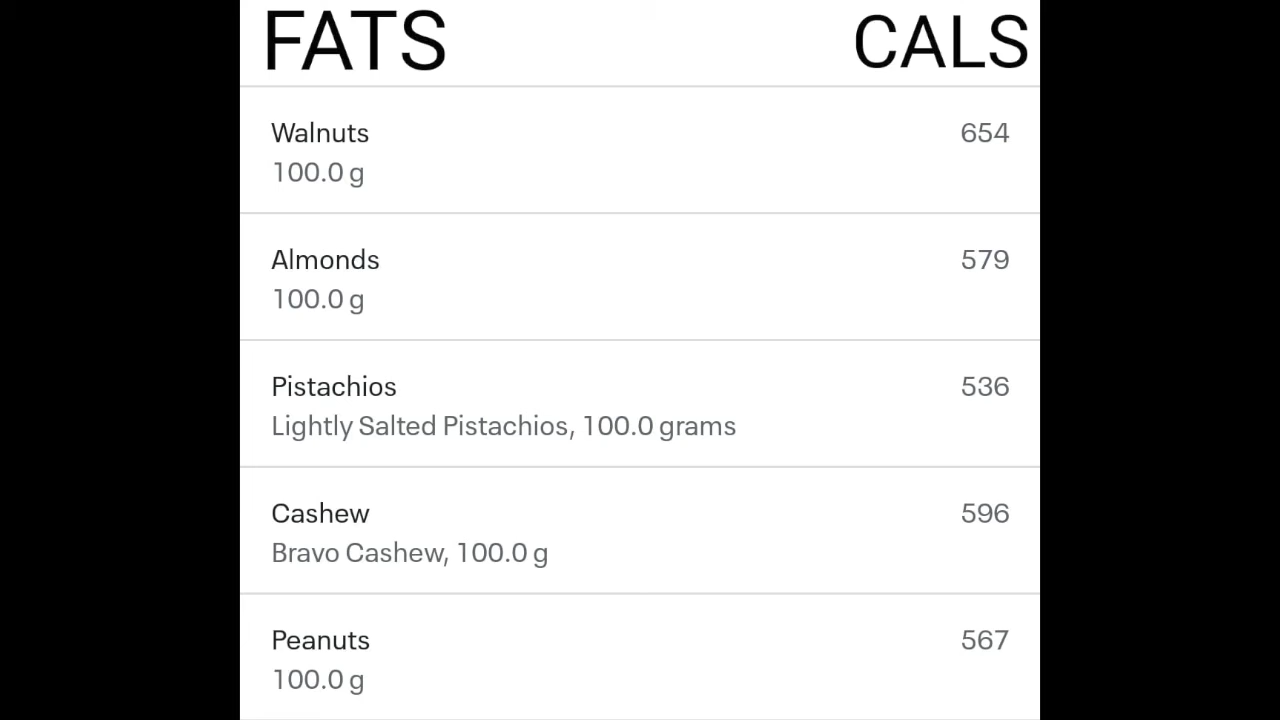 FATS CALS
Walnuts 654
100.0 g
Almonds 579
100.0 g
Pistachios 536
Lightly Salted Pistachios, 100.0 grams
Cashew 596
Bravo Cashew, 100.0 g
Peanuts 567
100.0 g